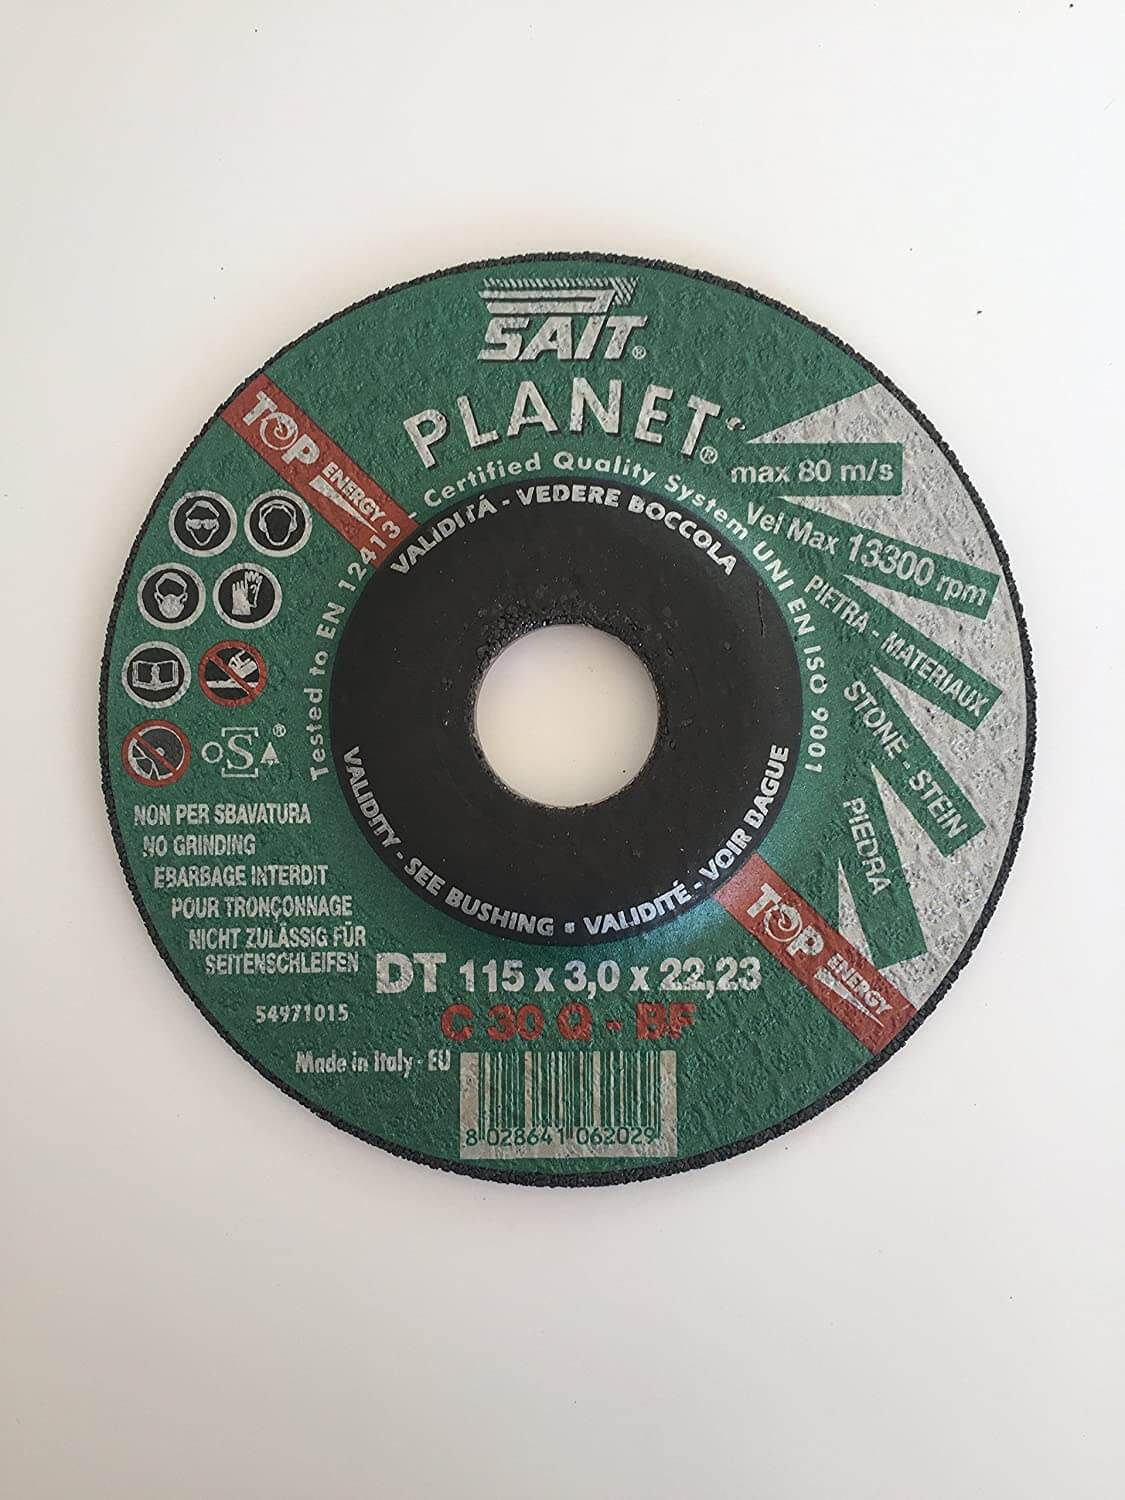 SAIT®
PLANET®
TOP ENERGY
Tested to EN 12413 - Certified Quality System UNI EN ISO 9001
max 80 m/s
Vel Max 13300 rpm
PIETRA - MATERIAUX
STONE - STEIN
PIEDRA
VALIDITÁ - VEDERE BOCCOLA
VALIDITY - SEE BUSHING ▪ VALIDITÉ - VOIR BAGUE
oSA®
NON PER SBAVATURA
NO GRINDING
EBARBAGE INTERDIT
POUR TRONÇONNAGE
NICHT ZULÄSSIG FÜR
SEITENSCHLEIFEN
54971015
TOP ENERGY
DT 115 x 3,0 x 22,23
C 30 Q - BF
Made in Italy - EU
8 028641 062029